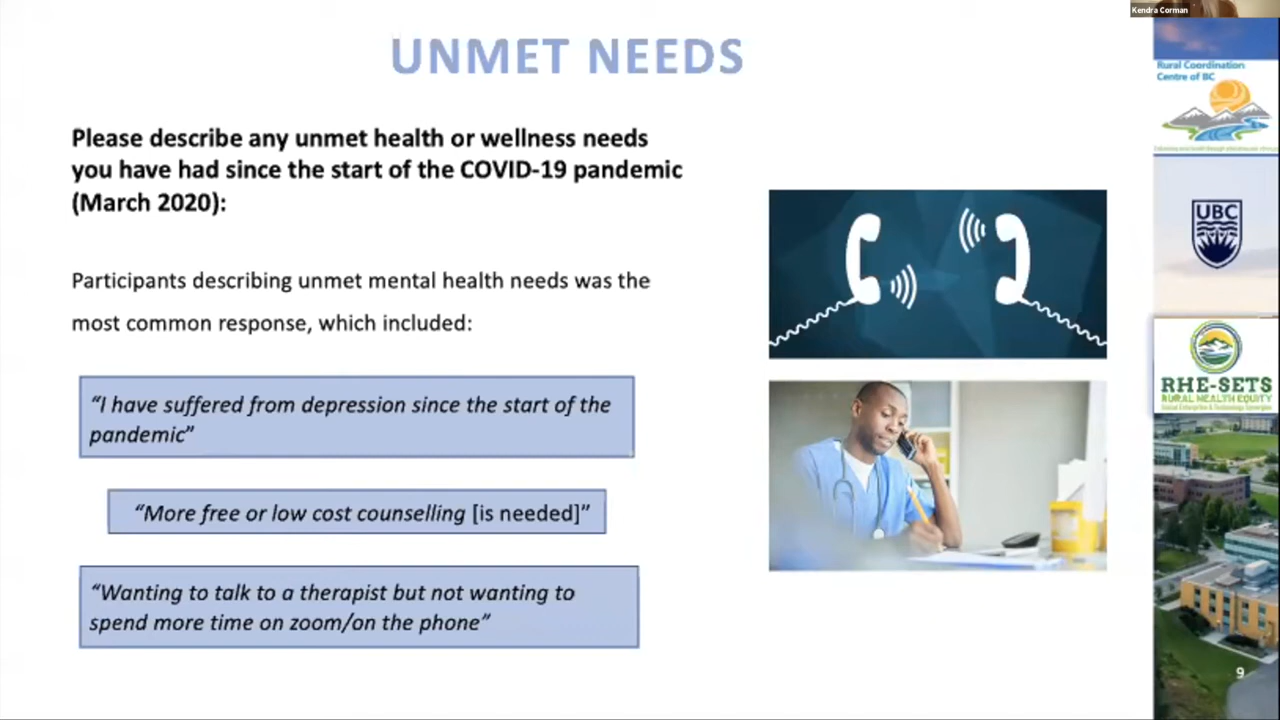 Kendra Corman
UNMET NEEDS
Rural Coordination
Centre of BC
Please describe any unmet health or wellness needs
you have had since the start of the COVID-19 pandemic
(March 2020):
UBC
Participants describing unmet mental health needs was the
most common response, which included:
RHE-SETS
RURAL HEALTH EQUITY
“I have suffered from depression since the start of the
pandemic”
“More free or low cost counselling [is needed]”
“Wanting to talk to a therapist but not wanting to
spend more time on zoom/on the phone”
9